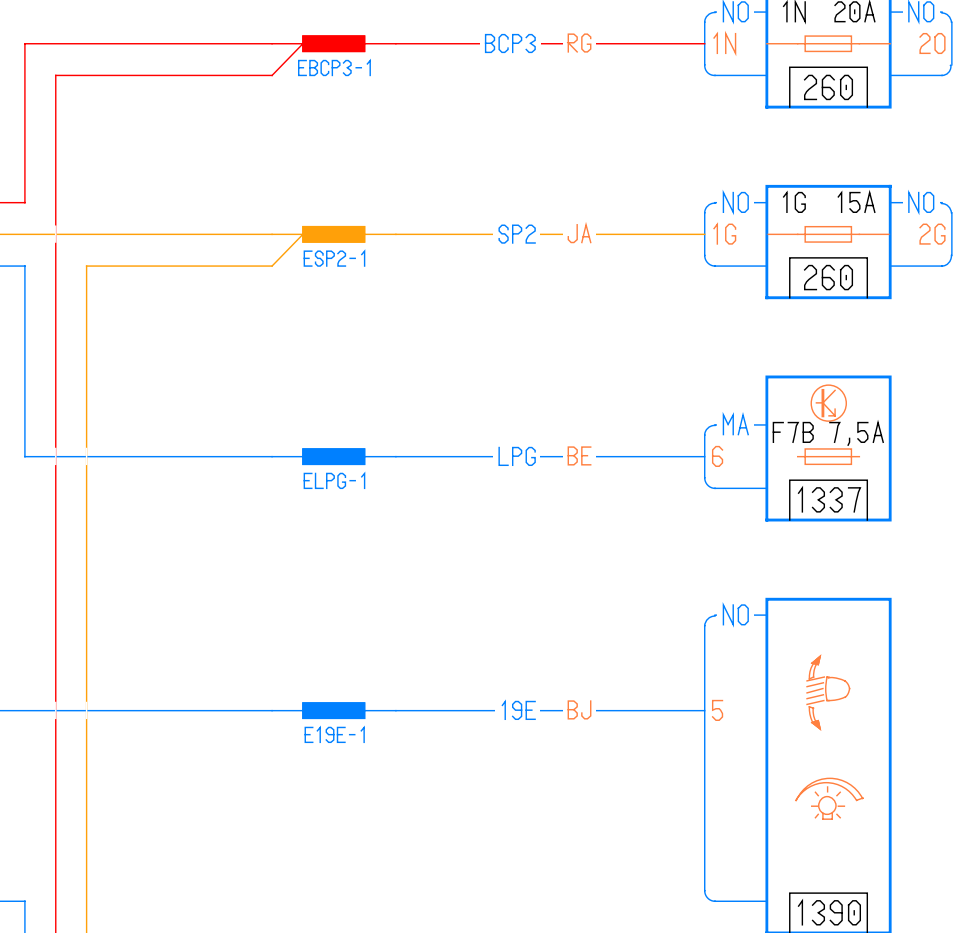 NO 1N 20A NO
BCP3 RG 1N 2O
EBCP3-1
260
NO 1G 15A NO
SP2 JA 1G 2G
ESP2-1
260
MA F7B 7,5A
LPG BE 6
ELPG-1
1337
NO
19E BJ 5
E19E-1
1390